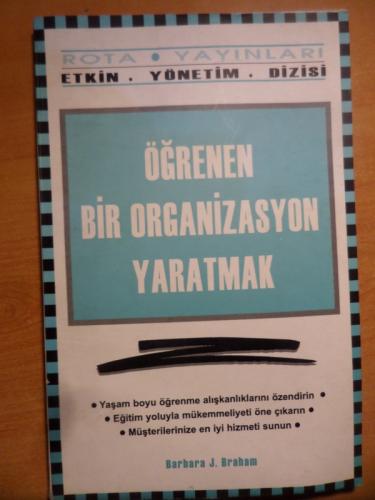 ROTA • YAYINLARI
ETKİN . YÖNETİM . DİZİSİ
ÖĞRENEN
BİR ORGANİZASYON
YARATMAK
• Yaşam boyu öğrenme alışkanlıklarını özendirin •
• Eğitim yoluyla mükemmeliyeti öne çıkarın •
• Müşterilerinize en iyi hizmeti sunun •
Barbara J. Braham